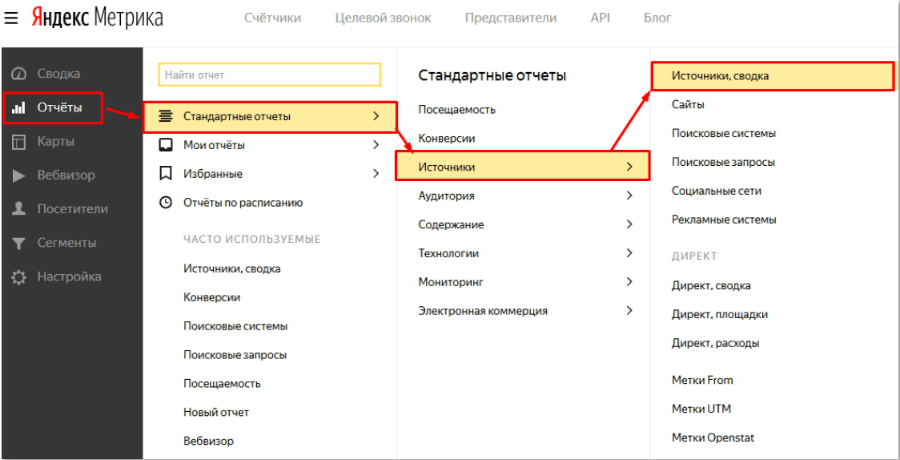 Яндекс Метрика
Счётчики
Целевой звонок
Представители
API
Блог
Сводка
Отчёты
Карты
Вебвизор
Посетители
Сегменты
Настройка
Найти отчет
Стандартные отчеты
Мои отчёты
Избранные
Отчёты по расписанию
ЧАСТО ИСПОЛЬЗУЕМЫЕ
Источники, сводка
Конверсии
Поисковые системы
Поисковые запросы
Посещаемость
Новый отчет
Вебвизор
Стандартные отчеты
Посещаемость
Конверсии
Источники
Аудитория
Содержание
Технологии
Мониторинг
Электронная коммерция
Источники, сводка
Сайты
Поисковые системы
Поисковые запросы
Социальные сети
Рекламные системы
ДИРЕКТ
Директ, сводка
Директ, площадки
Директ, расходы
Метки From
Метки UTM
Метки Openstat